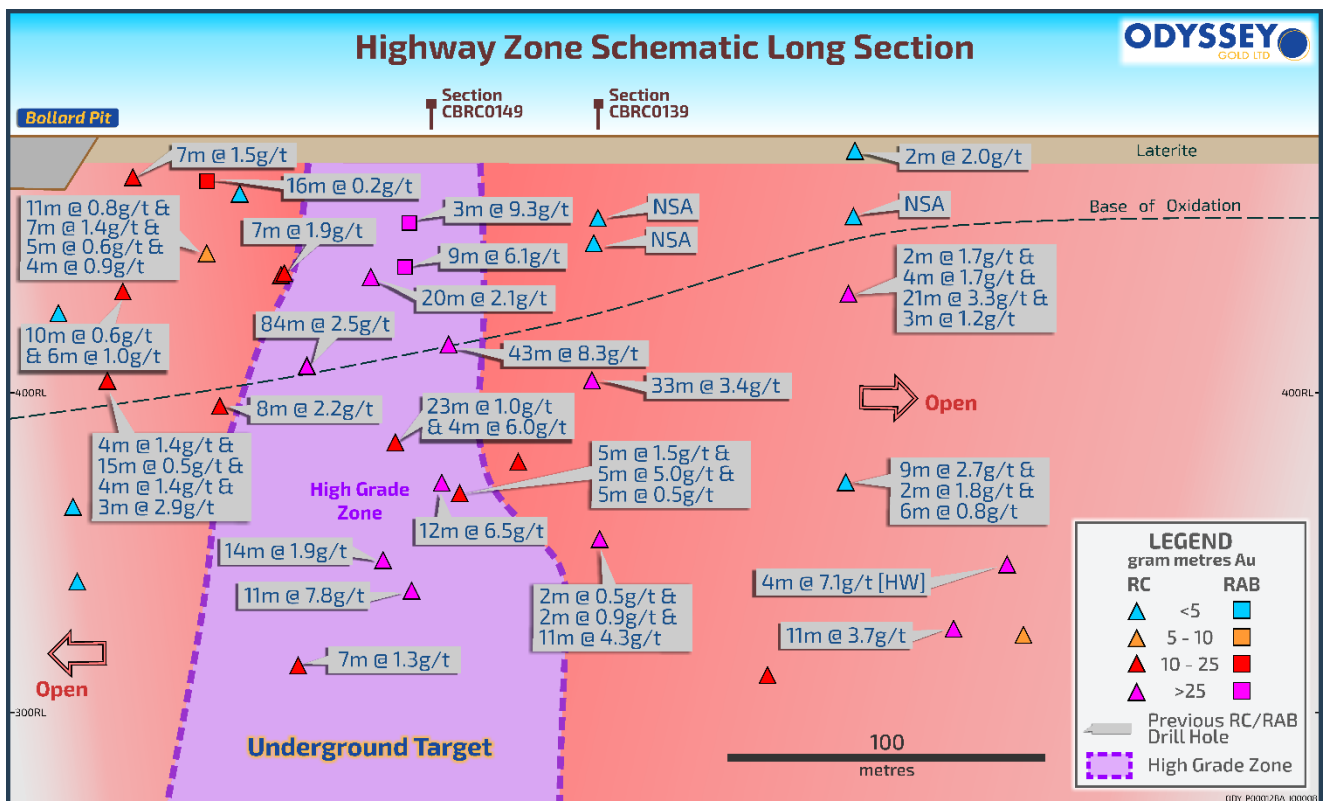 Highway Zone Schematic Long Section
ODYSSEY
GOLD LTD
Section
CBRC0149
Section
CBRC0139
Bollard Pit
7m @ 1.5g/t
2m @ 2.0g/t
Laterite
16m @ 0.2g/t
11m @ 0.8g/t &
7m @ 1.4g/t &
5m @ 0.6g/t &
4m @ 0.9g/t
3m @ 9.3g/t
NSA
NSA
Base of Oxidation
7m @ 1.9g/t
NSA
9m @ 6.1g/t
2m @ 1.7g/t &
4m @ 1.7g/t &
21m @ 3.3g/t &
3m @ 1.2g/t
20m @ 2.1g/t
10m @ 0.6g/t
& 6m @ 1.0g/t
84m @ 2.5g/t
43m @ 8.3g/t
33m @ 3.4g/t
400RL
400RL
Open
8m @ 2.2g/t
23m @ 1.0g/t
& 4m @ 6.0g/t
4m @ 1.4g/t &
15m @ 0.5g/t &
4m @ 1.4g/t &
3m @ 2.9g/t
5m @ 1.5g/t &
5m @ 5.0g/t &
5m @ 0.5g/t
9m @ 2.7g/t &
2m @ 1.8g/t &
6m @ 0.8g/t
High Grade
Zone
12m @ 6.5g/t
14m @ 1.9g/t
11m @ 7.8g/t
2m @ 0.5g/t &
2m @ 0.9g/t &
11m @ 4.3g/t
4m @ 7.1g/t [HW]
11m @ 3.7g/t
7m @ 1.3g/t
Open
300RL
Underground Target
100
metres
LEGEND
gram metres Au
RC RAB
<5
5 - 10
10 - 25
>25
Previous RC/RAB
Drill Hole
High Grade Zone